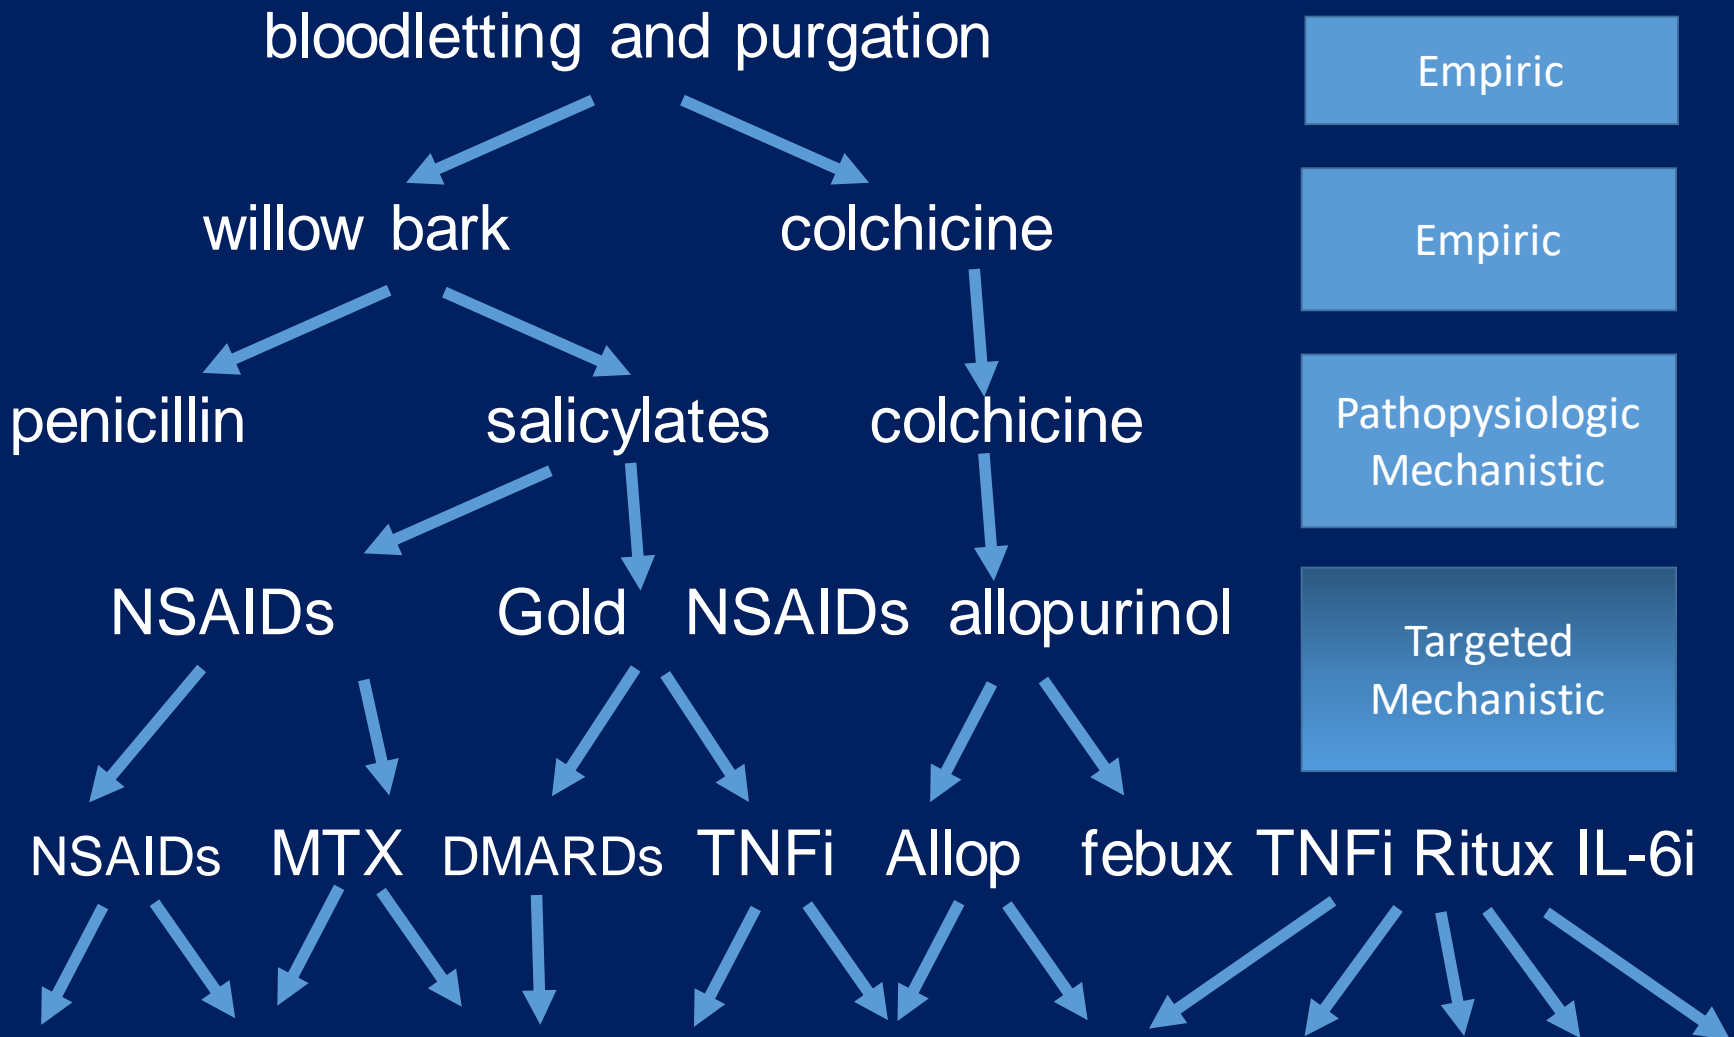 bloodletting and purgation
Empiric
willow bark
colchicine
Empiric
penicillin
salicylates
colchicine
Pathopysiologic
Mechanistic
NSAIDs
Gold
NSAIDs
allopurinol
Targeted
Mechanistic
NSAIDs
MTX
DMARDs
TNFi
Allop
febux
TNFi Ritux IL-6i